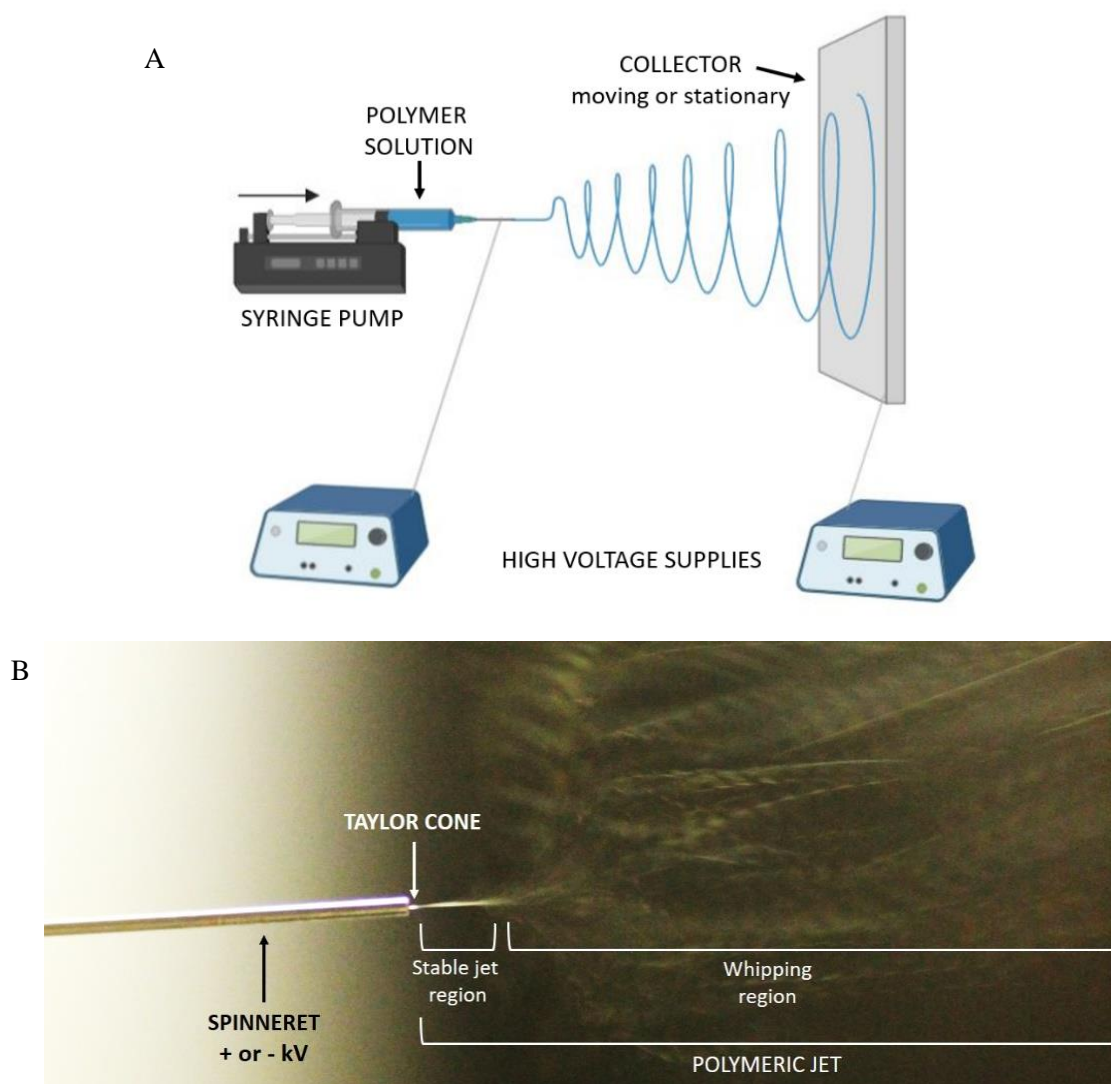 A
COLLECTOR
moving or stationary
POLYMER
SOLUTION
SYRINGE PUMP
HIGH VOLTAGE SUPPLIES
B
TAYLOR CONE
Stable jet
region
Whipping
region
SPINNERET
+ or - kV
POLYMERIC JET